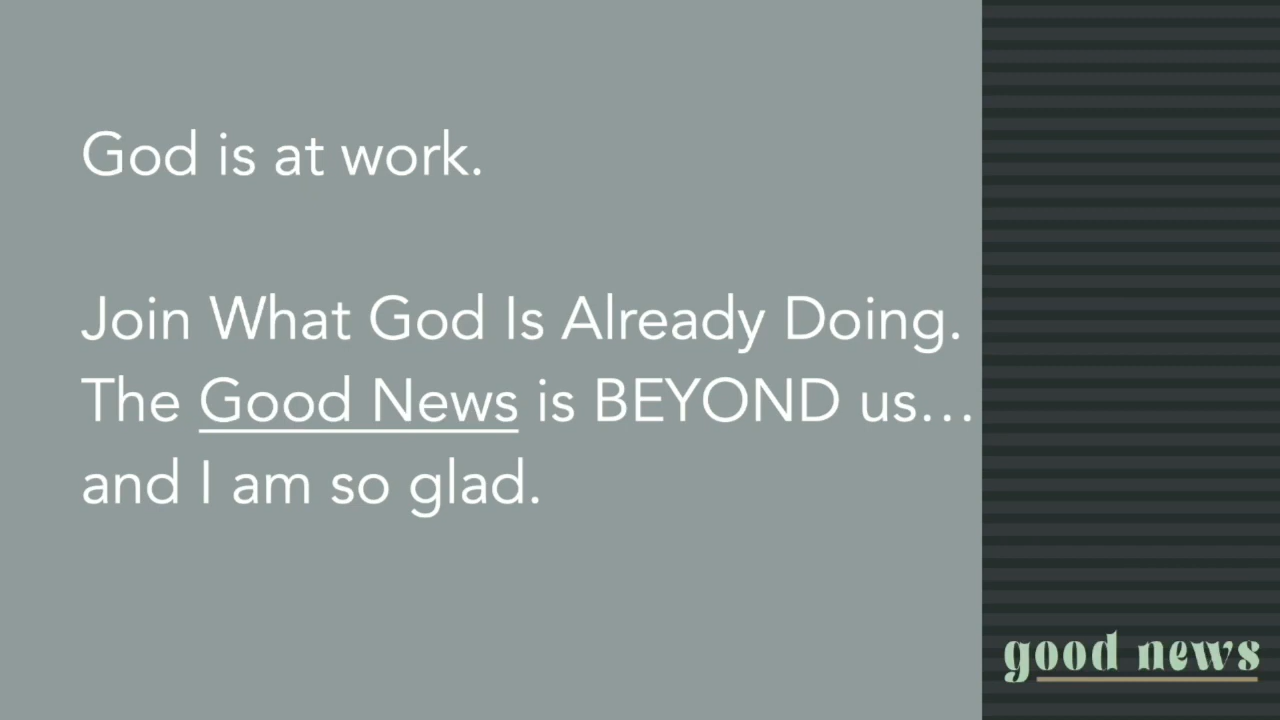 God is at work.
Join What God Is Already Doing.
The Good News is BEYOND us...
and I am so glad.
good news